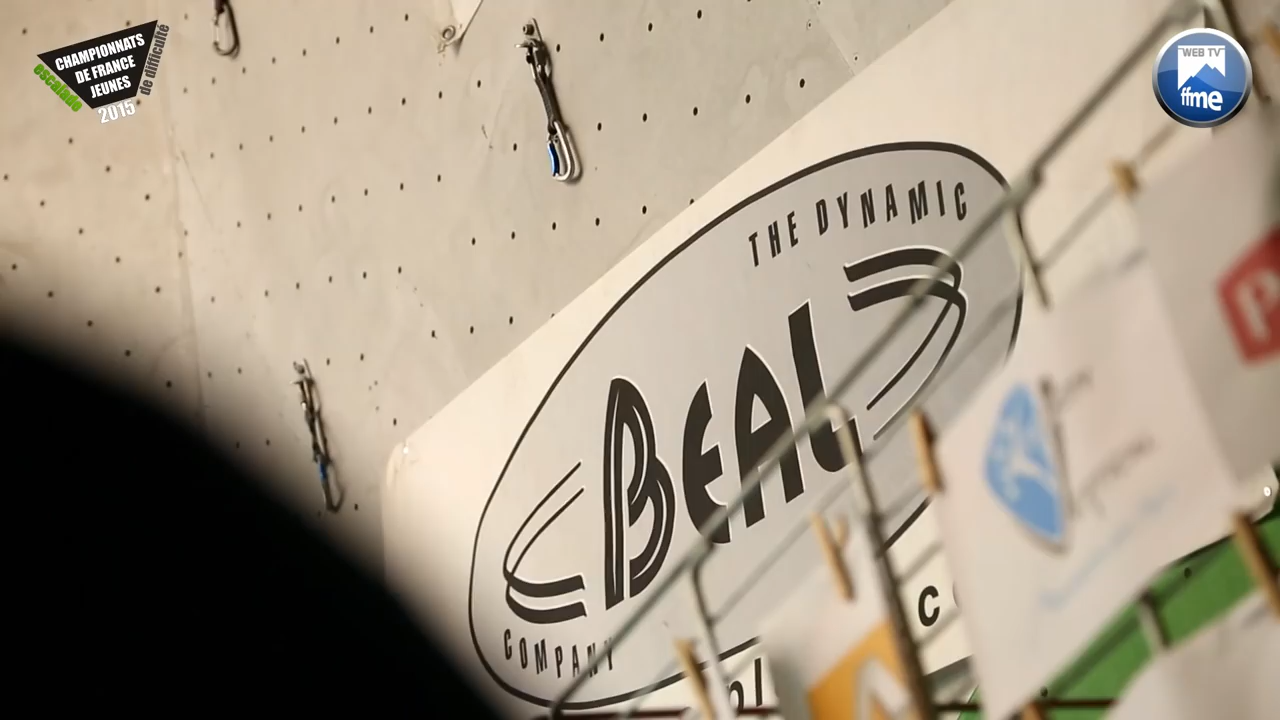 CHAMPIONNATS
DE FRANCE
JEUNES
2015
escalade
de difficulté
WEB TV
ffme
THE DYNAMIC
BEAL
COMPANY
P
c